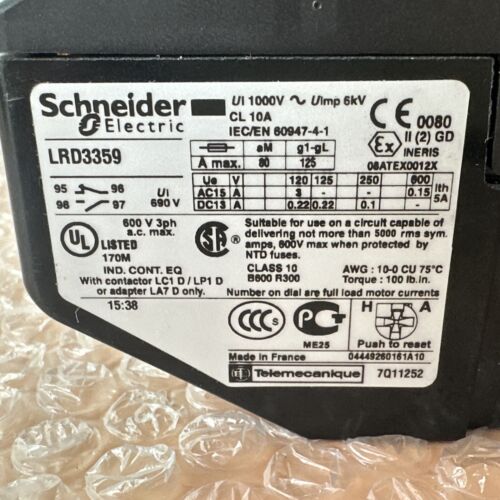 Schneider Electric
Ui 1000V ~ Uimp 6kV
CL 10A
IEC/EN 60947-4-1
CE 0080
Ex II (2) GD
INERIS
06ATEX0012X
LRD3359
aM g1-gL
A max. 80 125
95 96
98 97
Ui
690 V
Ue V 120 125 250 600
AC15 A 3 - - 0.15
DC13 A 0.22 0.22 0.1 -
Ith
5A
UL LISTED
170M
600 V 3ph
a.c. max.
IND. CONT. EQ
With contactor LC1 D / LP1 D
or adapter LA7 D only.
15:38
SA
Suitable for use on a circuit capable of
delivering not more than 5000 rms sym.
amps, 600V max when protected by
NTD fuses.
CLASS 10
B600 R300
AWG : 10-0 CU 75°C
Torque : 100 lb.in.
Number on dial are full load motor currents
CCC
ME25
H A
Push to reset
Made in France
04449260161A10
Telemecanique
7Q11252